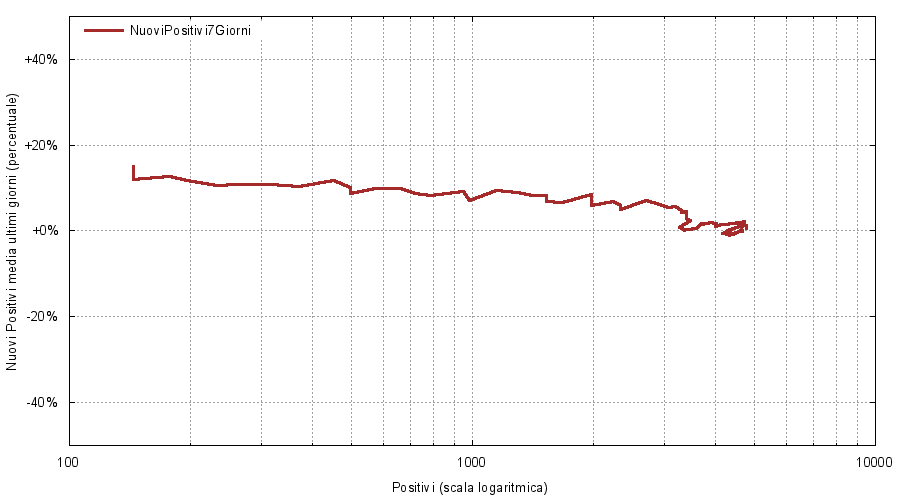 NuoviPositivi7Giorni
+40%
+20%
+0%
-20%
-40%
Nuovi Positivi media ultimi giorni (percentuale)
100 1000 10000
Positivi (scala logaritmica)